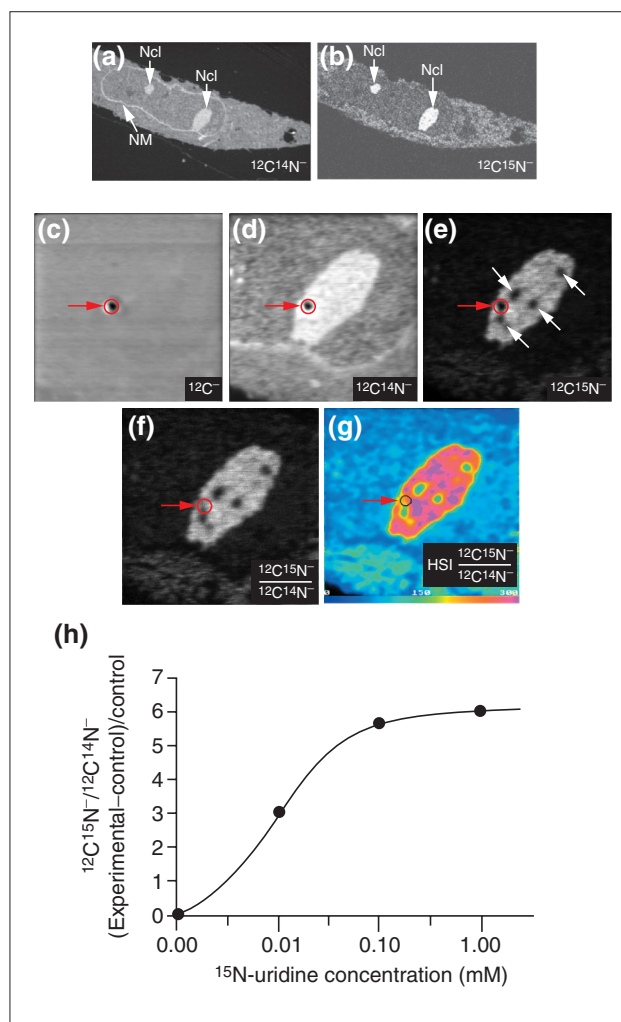 (a)
Ncl
Ncl
NM
¹²C¹⁴N⁻
(b)
Ncl
Ncl
¹²C¹⁵N⁻
(c)
¹²C⁻
(d)
¹²C¹⁴N⁻
(e)
¹²C¹⁵N⁻
(f)
¹²C¹⁵N⁻
¹²C¹⁴N⁻
(g)
HSI
¹²C¹⁵N⁻
¹²C¹⁴N⁻
150
300
(h)
¹²C¹⁵N⁻/¹²C¹⁴N⁻
(Experimental–control)/control
7
6
5
4
3
2
1
0
0.00 0.01 0.10 1.00
¹⁵N-uridine concentration (mM)